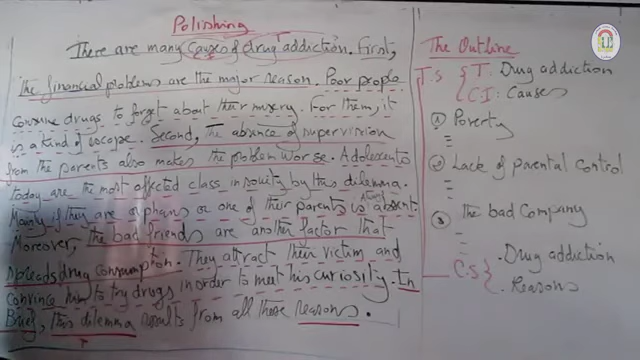 Polishing
There are many causes of drug addiction. First,
the financial problems are the major reason. Poor people
consume drugs to forget about their misery. For them, it
is a kind of escape. Second, the absence of supervision
from the parents also makes the problem worse. Adolescents
today are the most affected class in society by this dilemma.
Mainly if they are orphans or one of their parents is always absent.
Moreover, the bad friends are another factor that
spreads drug consumption. They attract their victim and
convince him to try drugs in order to meet his curiosity. In
Brief, this dilemma results from all these reasons.
T
The Outline
T.S { T: Drug addiction
C.I: Causes
① Poverty
② Lack of parental control
③ The bad Company
C.S { . Drug addiction
. Reasons